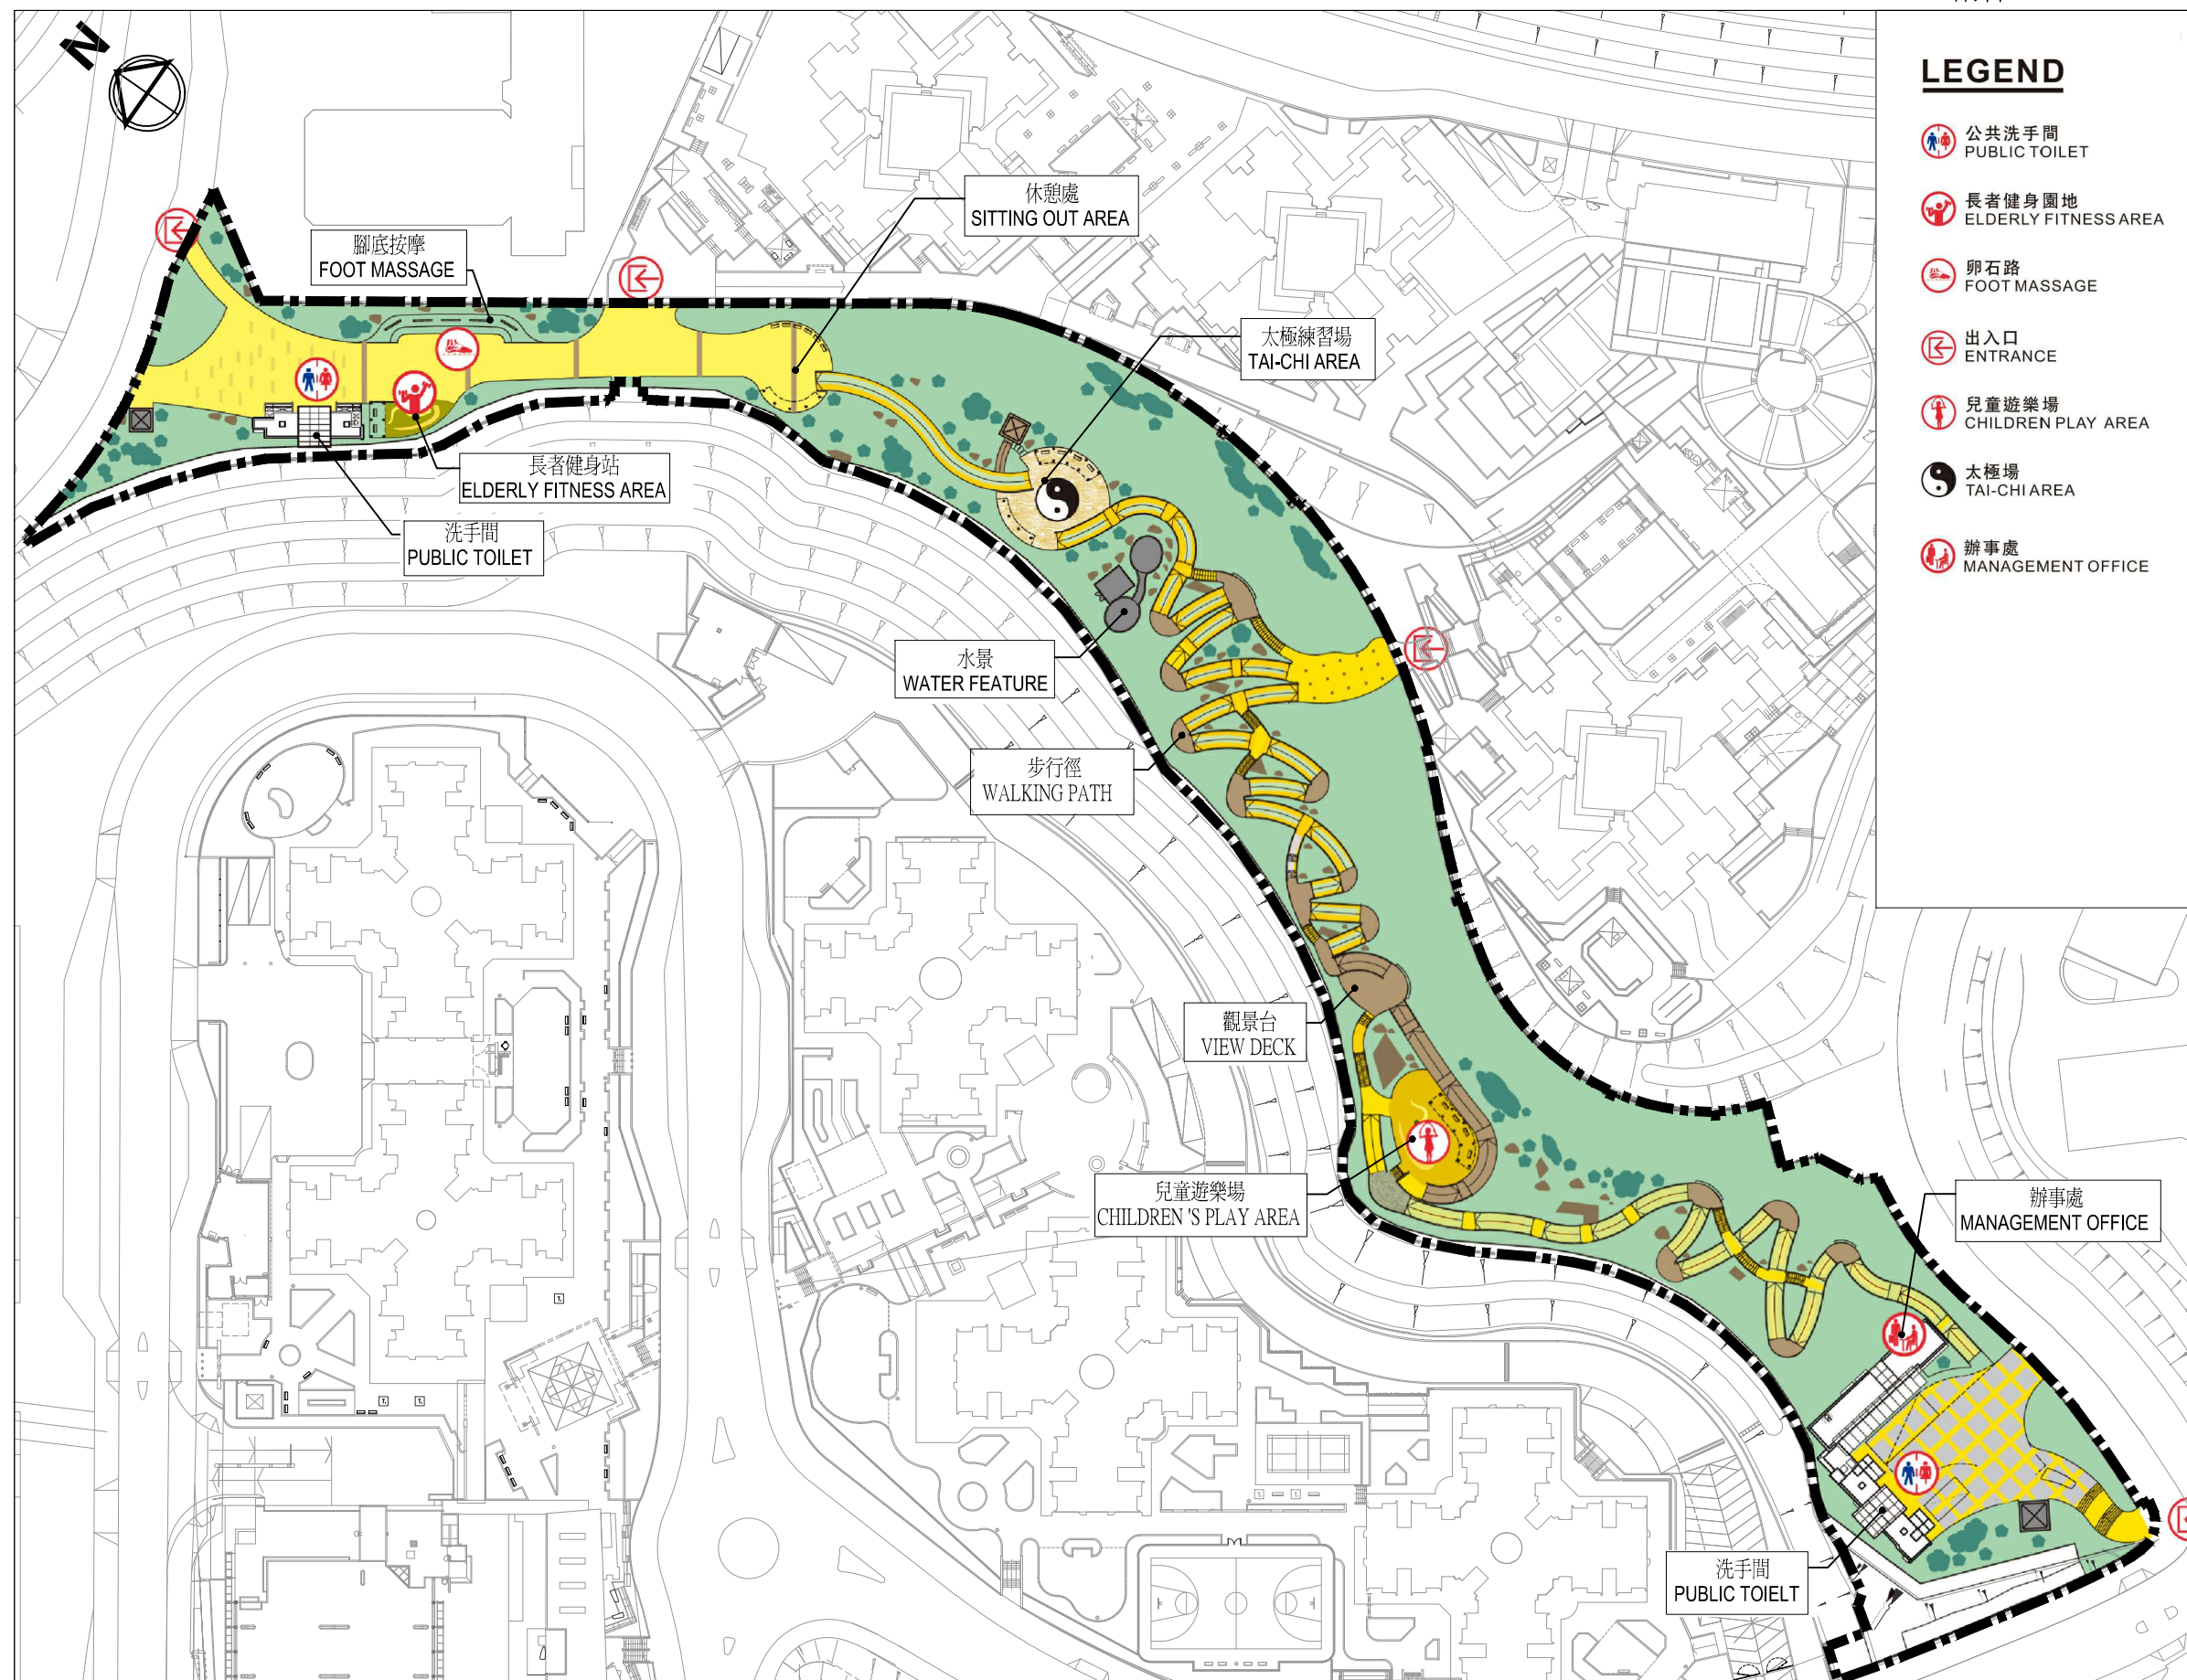 N
LEGEND
公共洗手間
PUBLIC TOILET
長者健身園地
ELDERLY FITNESS AREA
卵石路
FOOT MASSAGE
出入口
ENTRANCE
兒童遊樂場
CHILDREN PLAY AREA
太極場
TAI-CHI AREA
辦事處
MANAGEMENT OFFICE
休憩處
SITTING OUT AREA
腳底按摩
FOOT MASSAGE
太極練習場
TAI-CHI AREA
長者健身站
ELDERLY FITNESS AREA
洗手間
PUBLIC TOILET
水景
WATER FEATURE
步行徑
WALKING PATH
觀景台
VIEW DECK
兒童遊樂場
CHILDREN 'S PLAY AREA
辦事處
MANAGEMENT OFFICE
洗手間
PUBLIC TOIELT